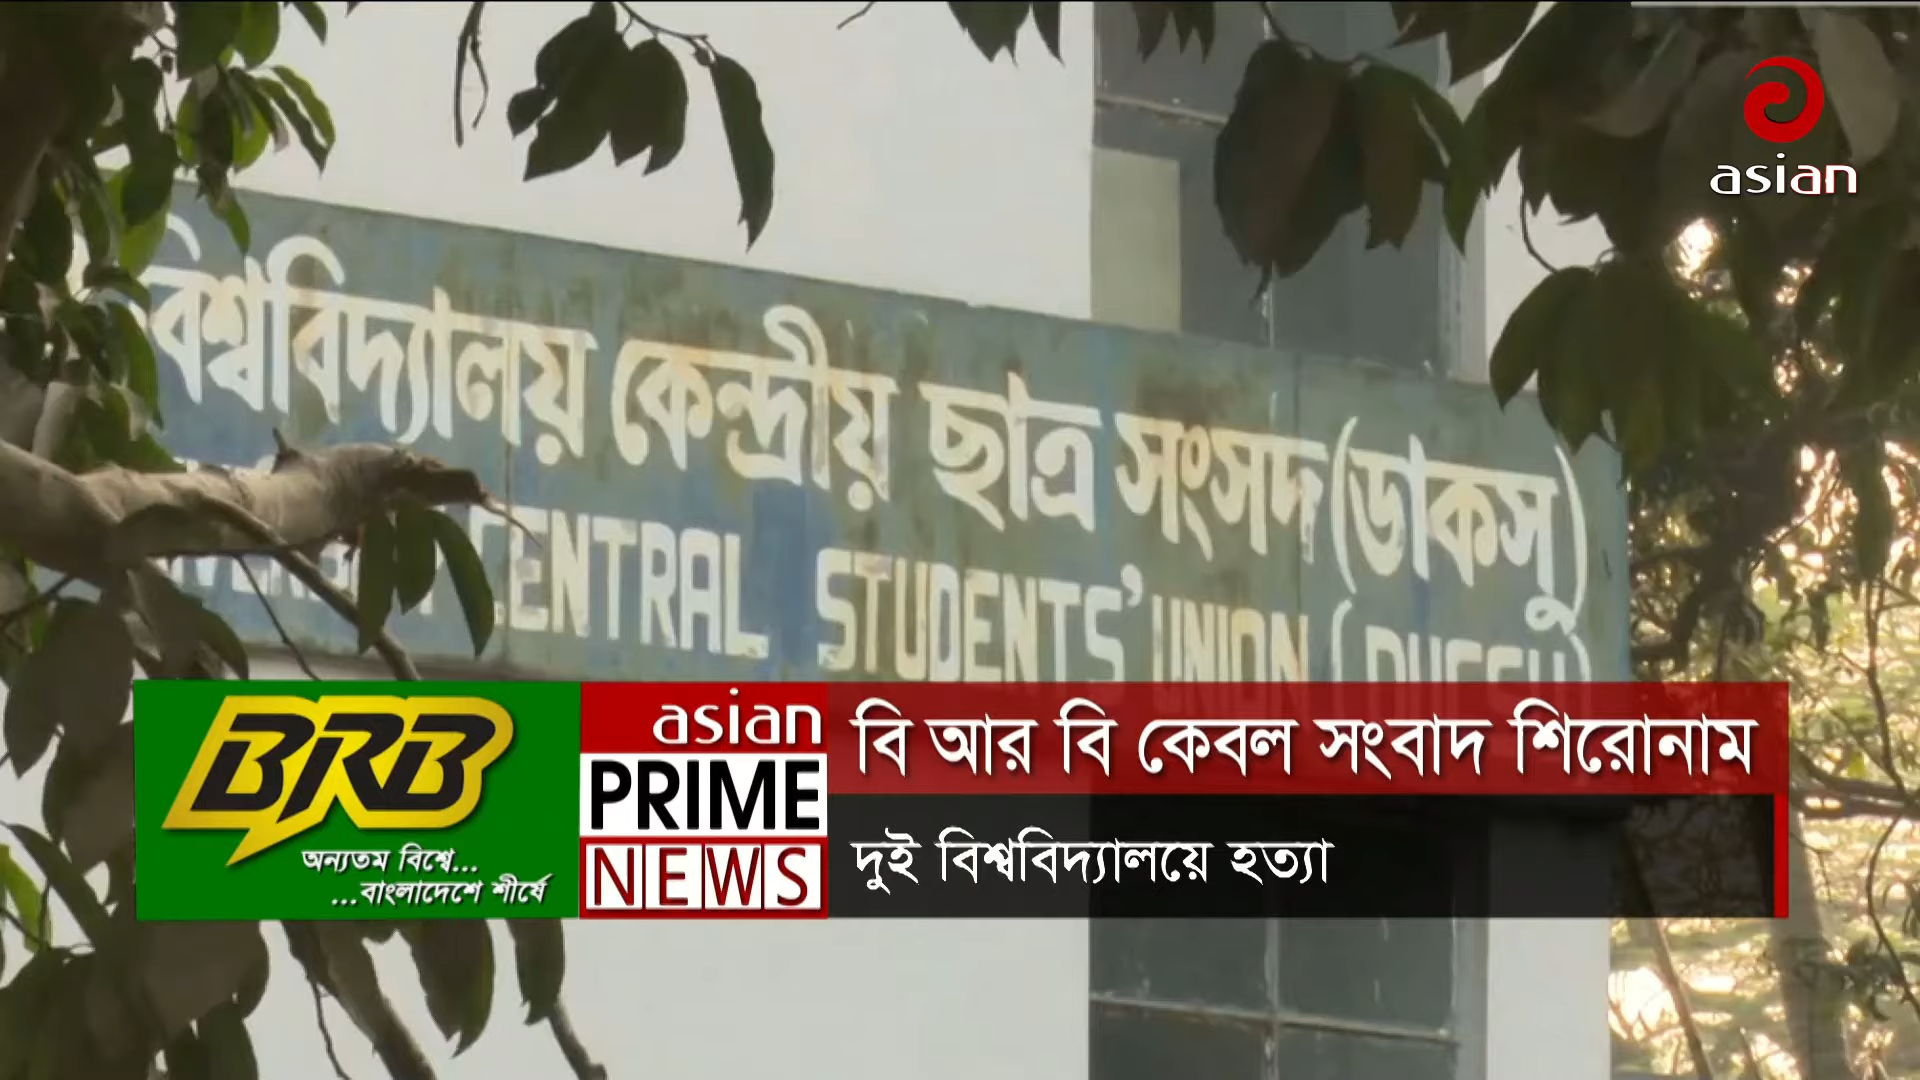 asian
বিশ্ববিদ্যালয় কেন্দ্রীয় ছাত্র সংসদ (ডাকসু)
CENTRAL STUDENTS' UNION (DUCSU)
BRB
অন্যতম বিশ্বে...
...বাংলাদেশে শীর্ষে
asian
PRIME
NEWS
বি আর বি কেবল সংবাদ শিরোনাম
দুই বিশ্ববিদ্যালয়ে হত্যা